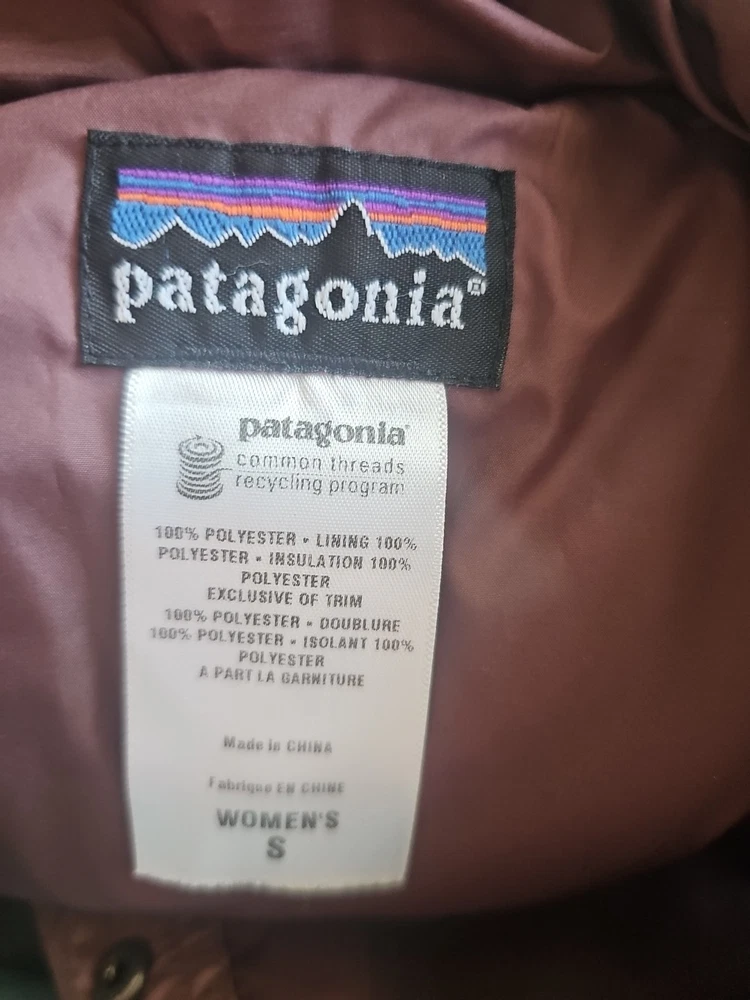 patagonia®
patagonia®
common threads
recycling program
100% POLYESTER • LINING 100%
POLYESTER • INSULATION 100%
POLYESTER
EXCLUSIVE OF TRIM
100% POLYESTER • DOUBLURE
100% POLYESTER • ISOLANT 100%
POLYESTER
A PART LA GARNITURE
Made in CHINA
Fabrique EN CHINE
WOMEN'S
S